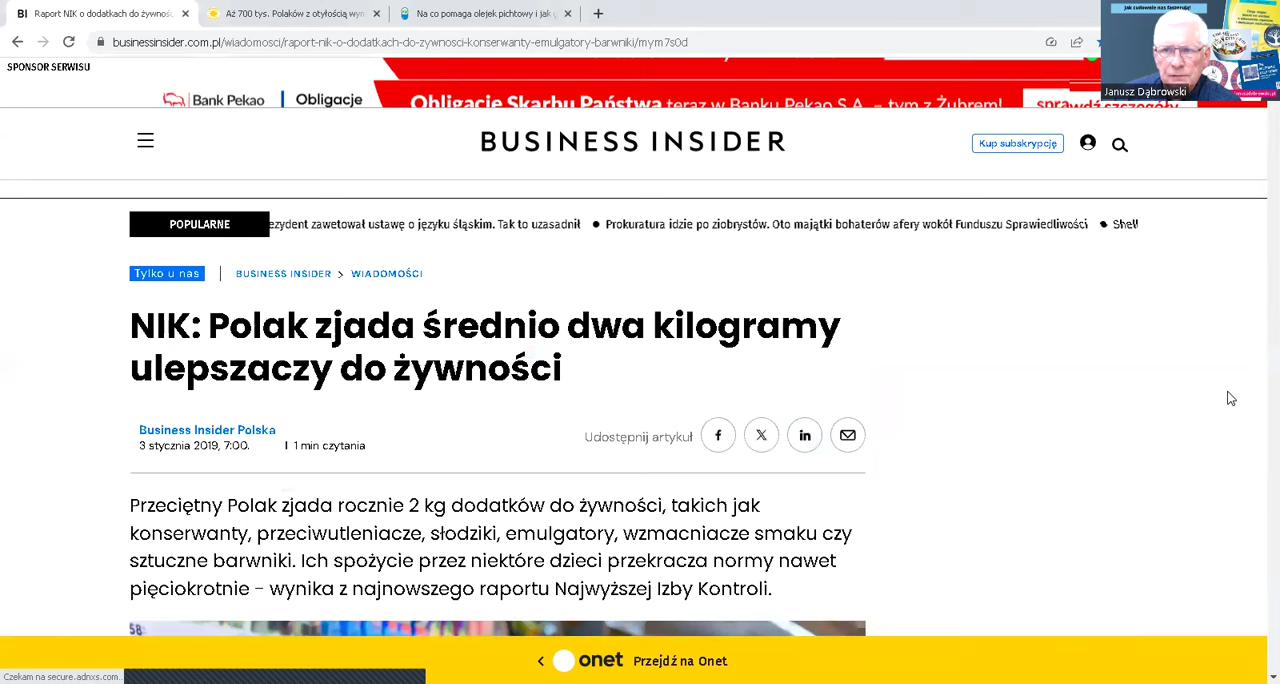 BI Raport NIK o dodatkach do żywnośc
Aż 700 tys. Polaków z otyłością wyn
Na co pomaga olejek pichtowy i jak
businessinsider.com.pl/wiadomosci/raport-nik-o-dodatkach-do-zywnosci-konserwanty-emulgatory-barwniki/mym7s0d
Jak cudownie nas fascynują!
Janusz Dąbrowski
SPONSOR SERWISU
Bank Pekao
Obligacje
Obligacje Skarbu Państwa teraz w Banku Pekao S.A. – tym z Żubrem!
sprawdź szczegóły
BUSINESS INSIDER
Kup subskrypcję
POPULARNE
ezydent zawetował ustawę o języku śląskim. Tak to uzasadnił ● Prokuratura idzie po ziobrystów. Oto majątki bohaterów afery wokół Funduszu Sprawiedliwości ● Shell
Tylko u nas
BUSINESS INSIDER > WIADOMOŚCI
NIK: Polak zjada średnio dwa kilogramy
ulepszaczy do żywności
Business Insider Polska
3 stycznia 2019, 7:00.
1 min czytania
Udostępnij artykuł
Przeciętny Polak zjada rocznie 2 kg dodatków do żywności, takich jak
konserwanty, przeciwutleniacze, słodziki, emulgatory, wzmacniacze smaku czy
sztuczne barwniki. Ich spożycie przez niektóre dzieci przekracza normy nawet
pięciokrotnie – wynika z najnowszego raportu Najwyższej Izby Kontroli.
58
onet
Przejdź na Onet
Czekam na secure.adnxs.com...